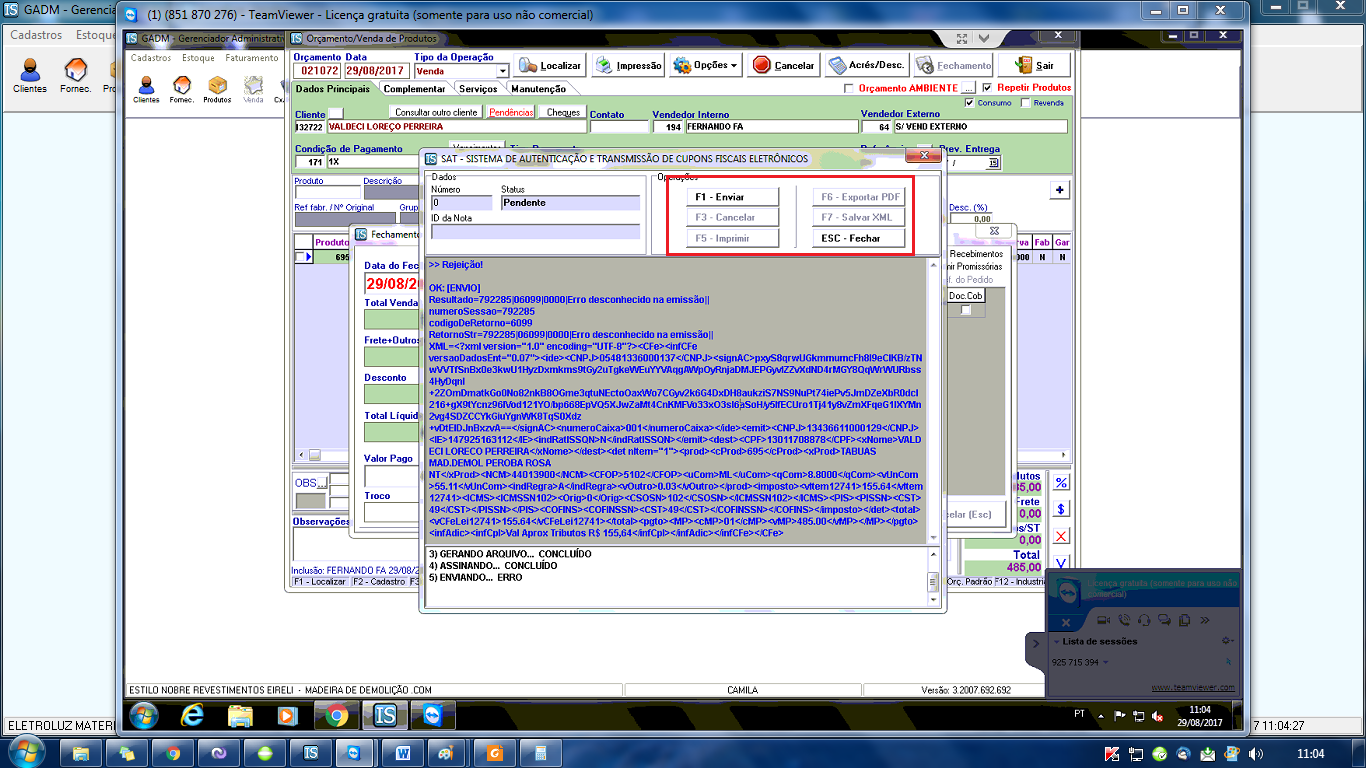 (1) (851 870 276) - TeamViewer - Licença gratuita (somente para uso não comercial)
GADM - Gerenciad
Cadastros Estoque
Clientes Fornec.
GADM - Gerenciador Administrati
Cadastros Estoque Faturamento
Clientes Fornec. Produtos Venda
Orçamento/Venda de Produtos
Orçamento Data Tipo da Operação
021072 29/08/2017 Venda
Localizar Impressão Opções Cancelar Acrés/Desc. Fechamento Sair
Dados Principais Complementar Serviços Manutenção
Orçamento AMBIENTE ... Repetir Produtos
Consumo Revenda
Consultar outro cliente Pendências Cheques
Cliente Contato Vendedor Interno Vendedor Externo
132722 VALDECI LOREÇO PERREIRA 194 FERNANDO FA 64 S/ VEND EXTERNO
Condição de Pagamento Prev. Entrega
171 1X
Produto Descrição
Ref fabr. / Nº Original Desc. (%)
0,00
Produto Fab Gar
695 N N
SAT - SISTEMA DE AUTENTICAÇÃO E TRANSMISSÃO DE CUPONS FISCAIS ELETRÔNICOS
Dados Operações
Número Status
0 Pendente
ID da Nota
F1 - Enviar F6 - Exportar PDF
F3 - Cancelar F7 - Salvar XML
F5 - Imprimir ESC - Fechar
>> Rejeição!
OK: [ENVIO]
Resultado=792285|06099|0000|Erro desconhecido na emissão||
numeroSessao=792285
codigoDeRetorno=6099
RetornoStr=792285|06099|0000|Erro desconhecido na emissão||
XML=<?xml version="1.0" encoding="UTF-8"?><CFe><infCFe
versaoDadosEnt="0.07"><ide><CNPJ>05481336000137</CNPJ><signAC>pxyS8qrwUGkmmumcFh8I9eClKB/zTN
wVVTfSnBx0e3kwU1HyzDxmkms9tGy2uTgkeWEuYYVAqgAWpOyRnjaDMJEPGyvIZZvXdND4rMGY8QqWrWURbss
4HyDqnl
+2ZOmDmatkGo0No82nkB8OGme3qtuNEctoOaxWo7CGyv2k6G4DxDH8aukziS7NS9NuPt74iePv5JmDZeXbR0dcI
216+gX9tYcnz96IVod121YO/bp668EpVQ5XJwZaMt4CnKMFVo33xO3sI6jaSoH/y5IfECUro1Tj41y8vZmXFqeG1lXYMn
2vg4SDZCCYkGiuYgnWK8TqS0Xdz
+vDtElDJnBxzvA==</signAC><numeroCaixa>001</numeroCaixa></ide><emit><CNPJ>13436611000129</CNPJ>
<IE>147925163112</IE><indRatISSQN>N</indRatISSQN></emit><dest><CPF>13011708878</CPF><xNome>VALD
ECI LORECO PERREIRA</xNome></dest><det nItem="1"><prod><cProd>695</cProd><xProd>TABUAS
MAD.DEMOL PEROBA ROSA
NT</xProd><NCM>44013900</NCM><CFOP>5102</CFOP><uCom>ML</uCom><qCom>8.8000</qCom><vUnCom
>55.11</vUnCom><indRegra>A</indRegra><vOutro>0.03</vOutro></prod><imposto><vItem12741>155.64</vItem
12741><ICMS><ICMSSN102><Orig>0</Orig><CSOSN>102</CSOSN></ICMSSN102></ICMS><PIS><PISSN><CST>
49</CST></PISSN></PIS><COFINS><COFINSSN><CST>49</CST></COFINSSN></COFINS></imposto></det><total>
<vCFeLei12741>155.64</vCFeLei12741></total><pgto><MP><cMP>01</cMP><vMP>485.00</vMP></MP></pgto>
<infAdic><infCpl>Val Aprox Tributos R$ 155,64</infCpl></infAdic></infCFe></CFe>
3) GERANDO ARQUIVO... CONCLUÍDO
4) ASSINANDO... CONCLUÍDO
5) ENVIANDO... ERRO
Fechamento
Data do Fec
29/08/
Total Venda
Frete+Outros
Desconto
Total Líquid
Valor Pago
Troco
Recebimentos
Promissórias
do Pedido
Doc.Cob
elar (Esc)
OBS...
Observações
Frete
0,00
0,00
Total
485,00
Inclusão: FERNANDO FA 29/08/2
F1 - Localizar F2 - Cadastro
Orç. Padrão F12 - Industri
Licença gratuita (somente para uso não comercial)
Lista de sessões
925 715 394
www.teamviewer.com
ESTILO NOBRE REVESTIMENTOS EIRELI - MADEIRA DE DEMOLIÇÃO .COM CAMILA Versão: 3.2007.692.692
PT 11:04
29/08/2017
ELETROLUZ MATERI 7 11:04:27
11:04